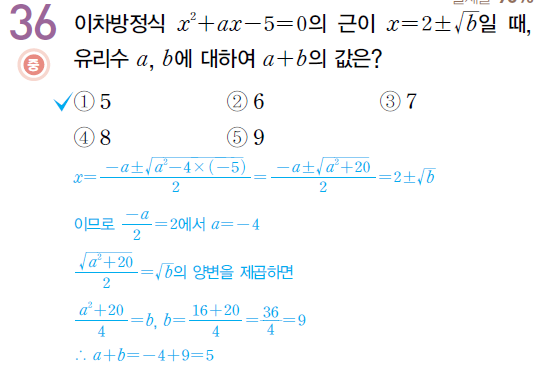 36 이차방정식 x²+ax−5=0의 근이 x=2±√b일 때,
중 유리수 a, b에 대하여 a+b의 값은?
① 5 ② 6 ③ 7
④ 8 ⑤ 9
x=(−a±√(a²−4×(−5)))/2=(−a±√(a²+20))/2=2±√b
이므로 −a/2=2에서 a=−4
√(a²+20)/2=√b의 양변을 제곱하면
(a²+20)/4=b, b=(16+20)/4=36/4=9
∴ a+b=−4+9=5